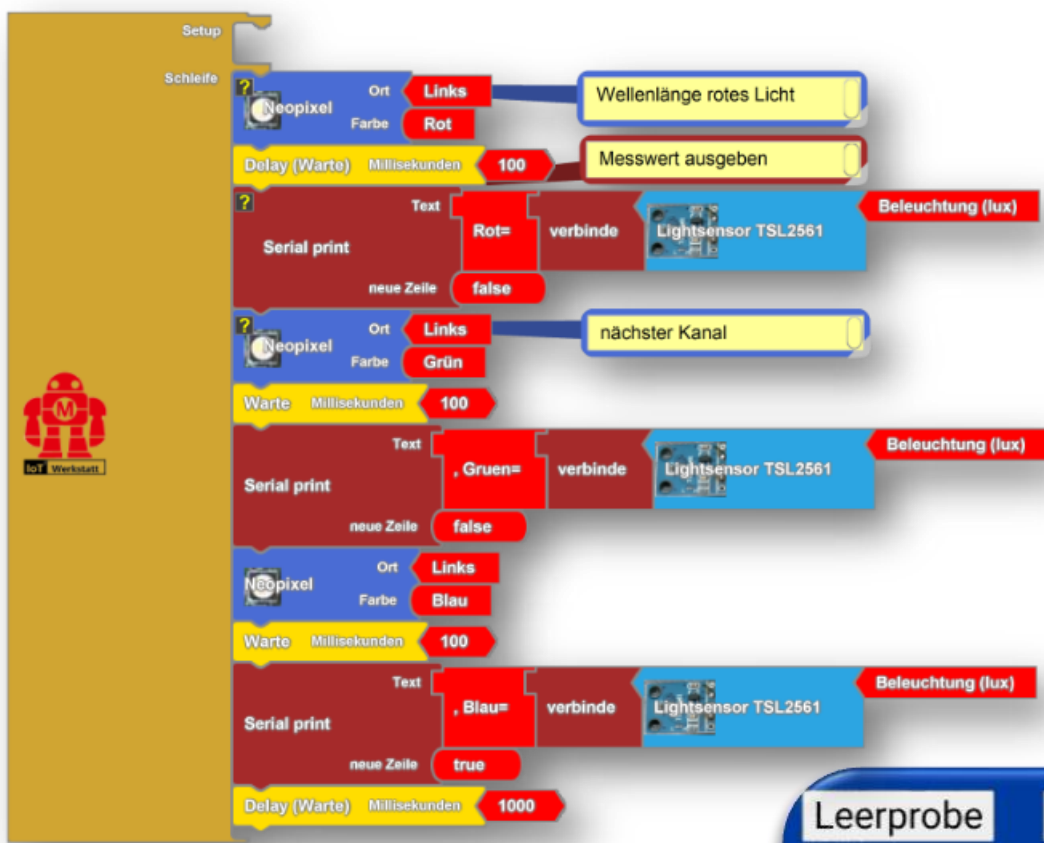 Setup
Schleife
?
Neopixel
Ort
Links
Farbe
Rot
Wellenlänge rotes Licht
Delay (Warte) Millisekunden 100
Messwert ausgeben
?
Serial print
Text
Rot=
verbinde
Lightsensor TSL2561
Beleuchtung (lux)
neue Zeile
false
?
Neopixel
Ort
Links
Farbe
Grün
nächster Kanal
Warte Millisekunden 100
Serial print
Text
, Gruen=
verbinde
Lightsensor TSL2561
Beleuchtung (lux)
neue Zeile
false
M
IoT Werkstatt
Neopixel
Ort
Links
Farbe
Blau
Warte Millisekunden 100
Serial print
Text
, Blau=
verbinde
Lightsensor TSL2561
Beleuchtung (lux)
neue Zeile
true
Delay (Warte) Millisekunden 1000
Leerprobe